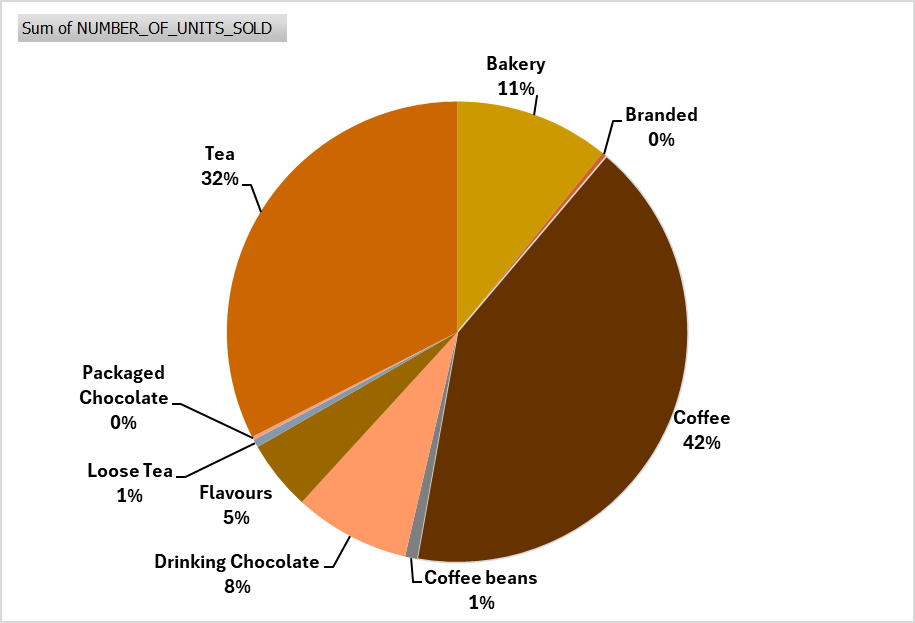 Sum of NUMBER_OF_UNITS_SOLD
Bakery
11%
Branded
0%
Tea
32%
Packaged
Chocolate
0%
Coffee
42%
Loose Tea
1%
Flavours
5%
Drinking Chocolate
8%
Coffee beans
1%